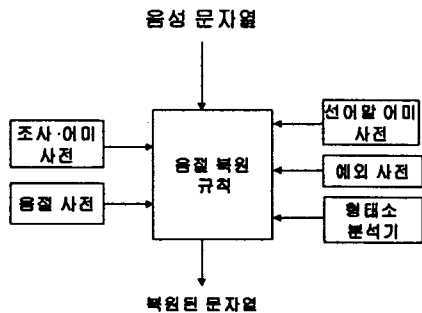 음성 문자열
조사·어미
사전
음절 사전
음절 복원
규칙
선어말 어미
사전
예외 사전
형태소
분석기
복원된 문자열